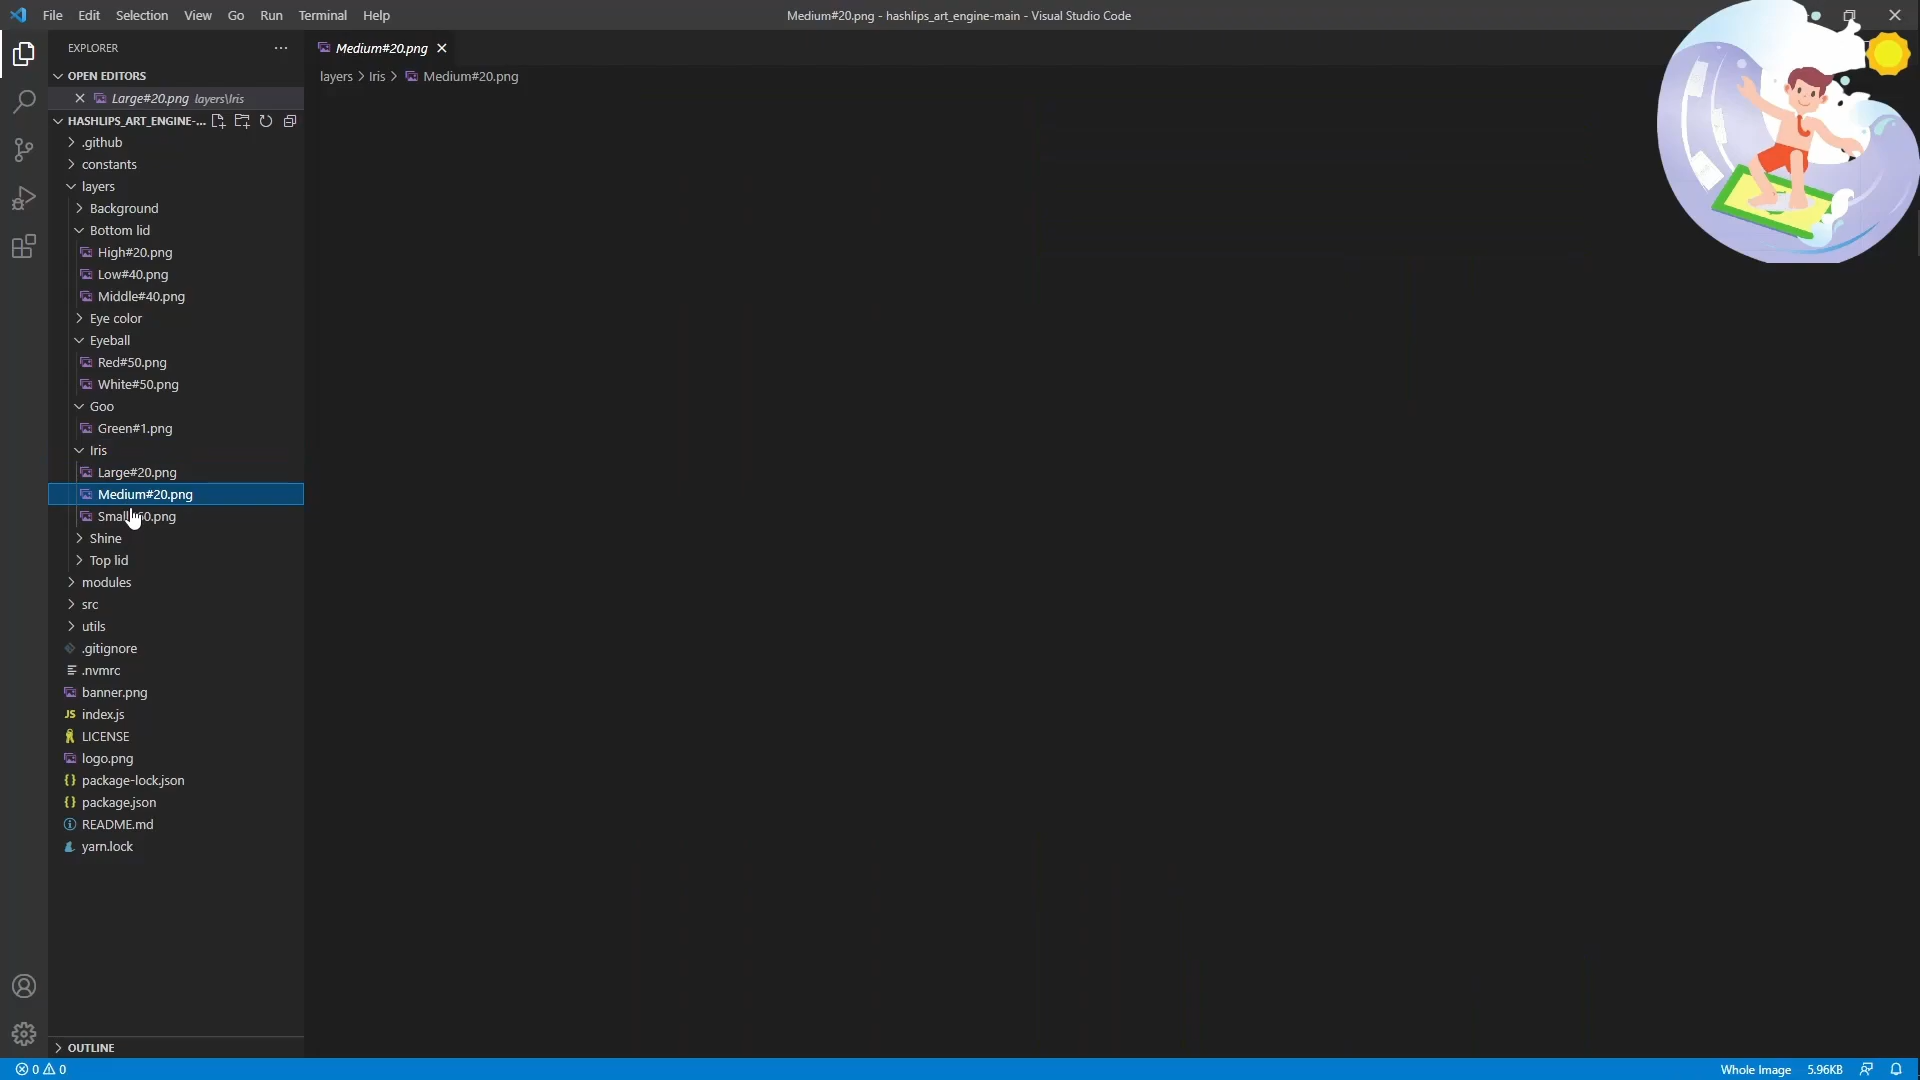 File Edit Selection View Go Run Terminal Help
Medium#20.png - hashlips_art_engine-main - Visual Studio Code
EXPLORER
OPEN EDITORS
Large#20.png layers\Iris
HASHLIPS_ART_ENGINE-...
.github
constants
layers
Background
Bottom lid
High#20.png
Low#40.png
Middle#40.png
Eye color
Eyeball
Red#50.png
White#50.png
Goo
Green#1.png
Iris
Large#20.png
Medium#20.png
Shine
Top lid
modules
src
utils
.gitignore
.nvmrc
banner.png
index.js
LICENSE
logo.png
package-lock.json
package.json
README.md
yarn.lock
OUTLINE
Medium#20.png
layers > Iris > Medium#20.png
0 0
Whole Image 5.96KB